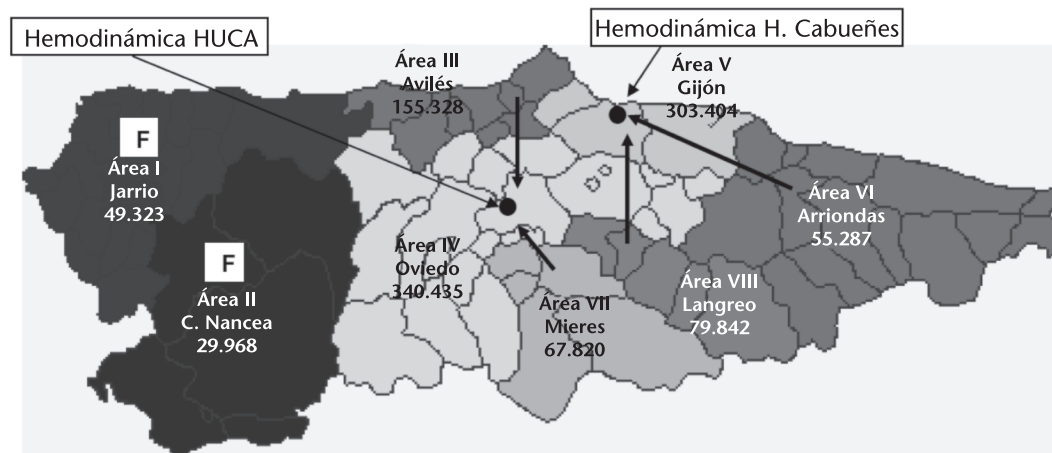 Hemodinámica HUCA
Hemodinámica H. Cabueñes
Área III
Avilés
155.328
Área V
Gijón
303.404
F
Área I
Jarrio
49.323
F
Área II
C. Nancea
29.968
Área IV
Oviedo
340.435
Área VII
Mieres
67.820
Área VIII
Langreo
79.842
Área VI
Arriondas
55.287